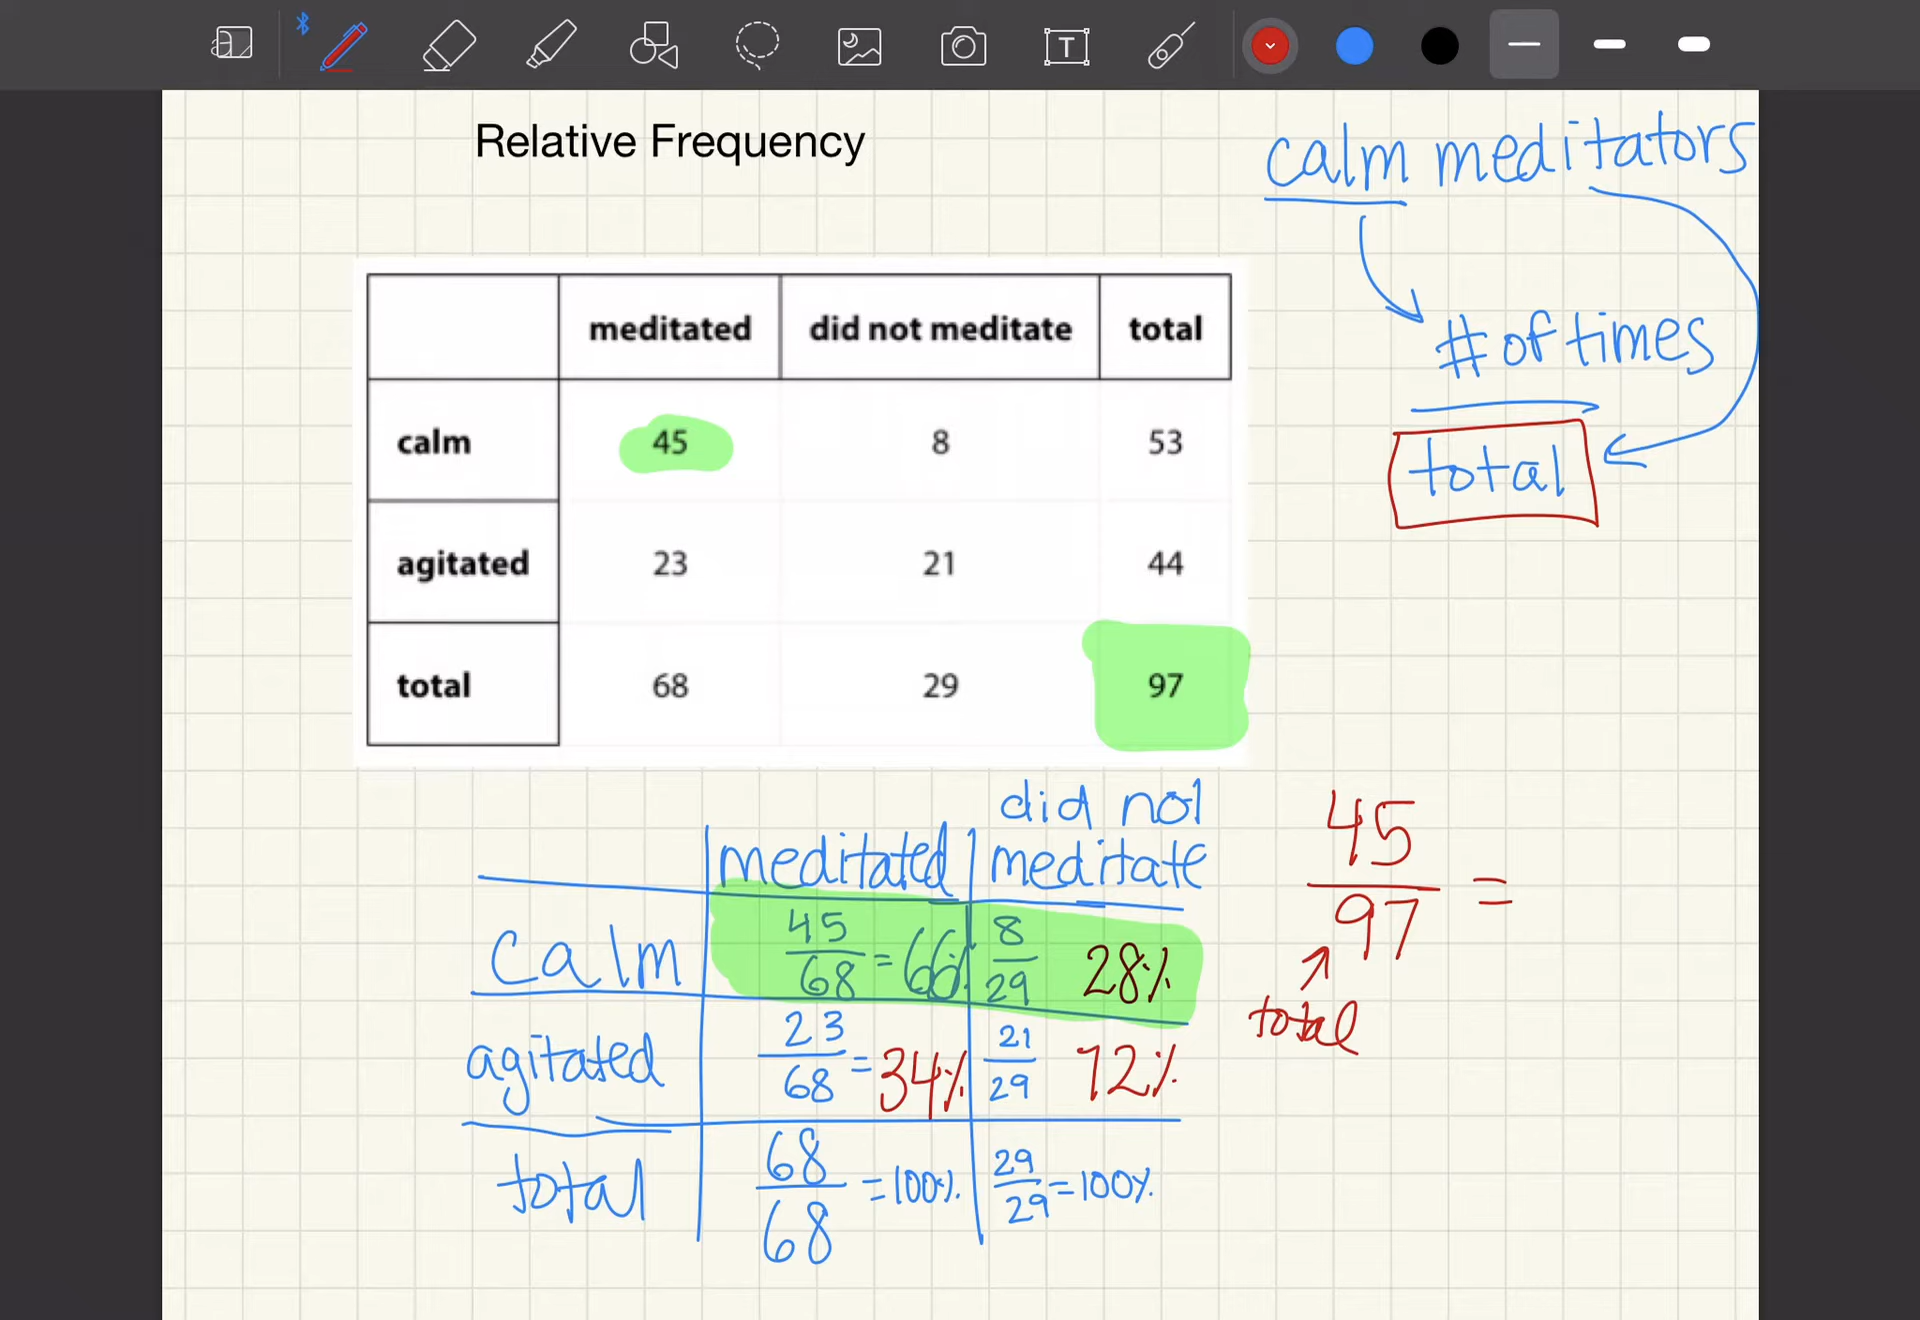 Relative Frequency
calm meditators
# of times
total
meditated did not meditate total
calm 45 8 53
agitated 23 21 44
total 68 29 97
did not
meditated meditate
calm 45/68 = 66% 8/29 28%
agitated 23/68 = 34% 21/29 72%
total 68/68 = 100% 29/29 = 100%
45/97 =
total